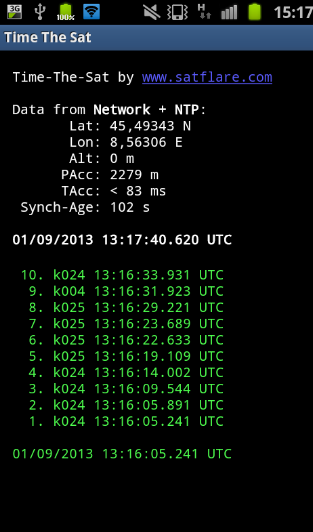 3G 100% H 15:17
Time The Sat
Time-The-Sat by www.satflare.com
Data from Network + NTP:
Lat: 45,49343 N
Lon: 8,56306 E
Alt: 0 m
PAcc: 2279 m
TAcc: < 83 ms
Synch-Age: 102 s
01/09/2013 13:17:40.620 UTC
10. k024 13:16:33.931 UTC
9. k004 13:16:31.923 UTC
8. k025 13:16:29.221 UTC
7. k025 13:16:23.689 UTC
6. k025 13:16:22.633 UTC
5. k025 13:16:19.109 UTC
4. k024 13:16:14.002 UTC
3. k024 13:16:09.544 UTC
2. k024 13:16:05.891 UTC
1. k024 13:16:05.241 UTC
01/09/2013 13:16:05.241 UTC